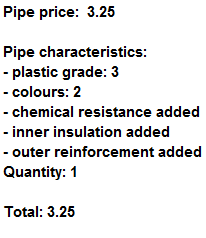 Pipe price: 3.25
Pipe characteristics:
- plastic grade: 3
- colours: 2
- chemical resistance added
- inner insulation added
- outer reinforcement added
Quantity: 1
Total: 3.25